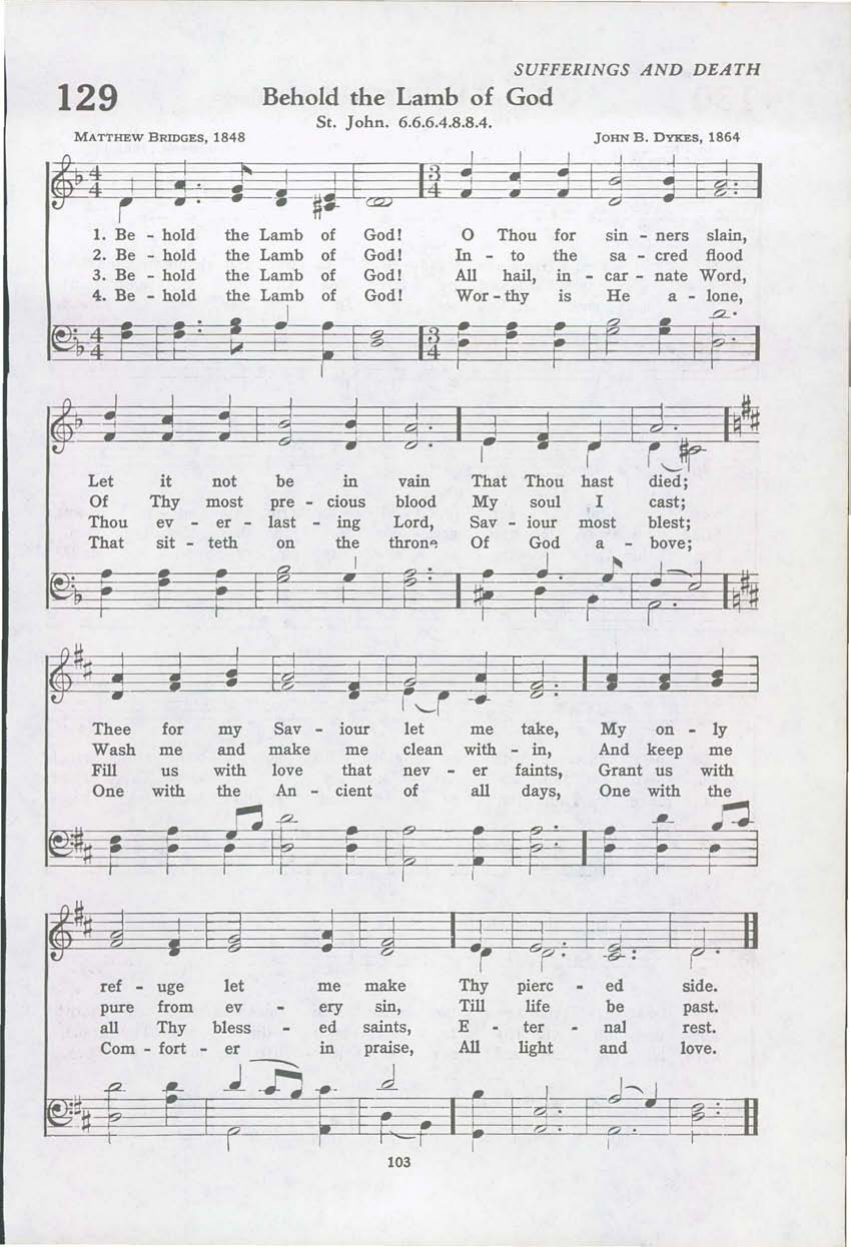 SUFFERINGS AND DEATH
129
Behold the Lamb of God
St. John. 6.6.6.4.8.8.4.
MATTHEW BRIDGES, 1848 JOHN B. DYKES, 1864
1. Be - hold the Lamb of God! O Thou for sin - ners slain,
2. Be - hold the Lamb of God! In - to the sa - cred flood
3. Be - hold the Lamb of God! All hail, in - car - nate Word,
4. Be - hold the Lamb of God! Wor - thy is He a - lone,
Let it not be in vain That Thou hast died;
Of Thy most pre - cious blood My soul I cast;
Thou ev - er - last - ing Lord, Sav - iour most blest;
That sit - teth on the throne Of God a - bove;
Thee for my Sav - iour let me take, My on - ly
Wash me and make me clean with - in, And keep me
Fill us with love that nev - er faints, Grant us with
One with the An - cient of all days, One with the
ref - uge let me make Thy pierc - ed side.
pure from ev - ery sin, Till life be past.
all Thy bless - ed saints, E - ter - nal rest.
Com - fort - er in praise, All light and love.
103